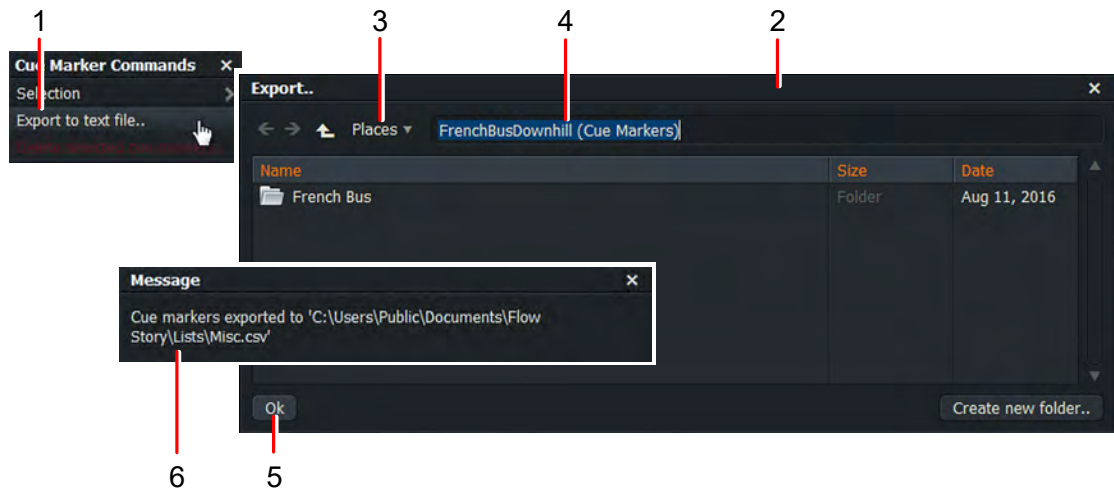 1 3 4 2
Cue Marker Commands ×
Selection
Export to text file..
Export.. ×
Places ▾ FrenchBusDownhill (Cue Markers)
Name Size Date
French Bus Folder Aug 11, 2016
Message ×
Cue markers exported to 'C:\Users\Public\Documents\Flow
Story\Lists\Misc.csv'
Ok Create new folder..
6 5